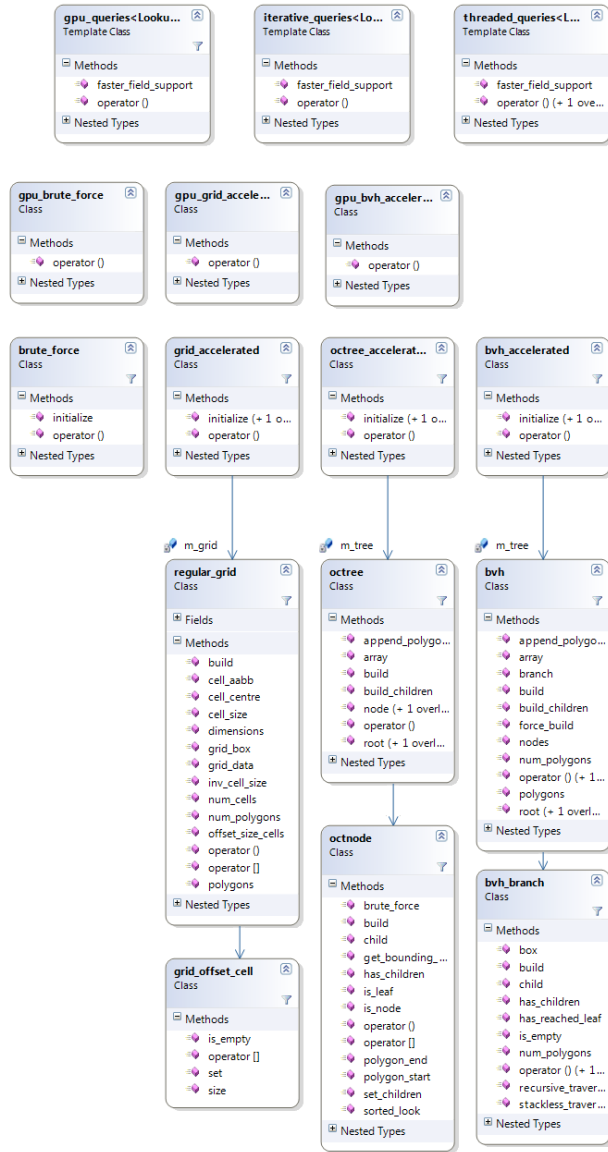 gpu_queries<Looku...
Template Class
Methods
faster_field_support
operator ()
Nested Types
iterative_queries<Lo...
Template Class
Methods
faster_field_support
operator ()
Nested Types
threaded_queries<L...
Template Class
Methods
faster_field_support
operator () (+ 1 ove...
Nested Types
gpu_brute_force
Class
Methods
operator ()
Nested Types
gpu_grid_accele...
Class
Methods
operator ()
Nested Types
gpu_bvh_acceler...
Class
Methods
operator ()
Nested Types
brute_force
Class
Methods
initialize
operator ()
Nested Types
grid_accelerated
Class
Methods
initialize (+ 1 o...
operator ()
Nested Types
octree_accelerat...
Class
Methods
initialize (+ 1 o...
operator ()
Nested Types
bvh_accelerated
Class
Methods
initialize (+ 1 o...
operator ()
Nested Types
m_grid
m_tree
m_tree
regular_grid
Class
Fields
Methods
build
cell_aabb
cell_centre
cell_size
dimensions
grid_box
grid_data
inv_cell_size
num_cells
num_polygons
offset_size_cells
operator ()
operator []
polygons
Nested Types
octree
Class
Methods
append_polygo...
array
build
build_children
node (+ 1 overl...
operator ()
root (+ 1 overl...
Nested Types
bvh
Class
Methods
append_polygo...
array
branch
build
build_children
force_build
nodes
num_polygons
operator () (+ 1...
polygons
root (+ 1 overl...
Nested Types
grid_offset_cell
Class
Methods
is_empty
operator []
set
size
octnode
Class
Methods
brute_force
build
child
get_bounding_...
has_children
is_leaf
is_node
operator ()
operator []
polygon_end
polygon_start
set_children
sorted_look
Nested Types
bvh_branch
Class
Methods
box
build
child
has_children
has_reached_leaf
is_empty
num_polygons
operator () (+ 1...
recursive_traver...
stackless_traver...
Nested Types